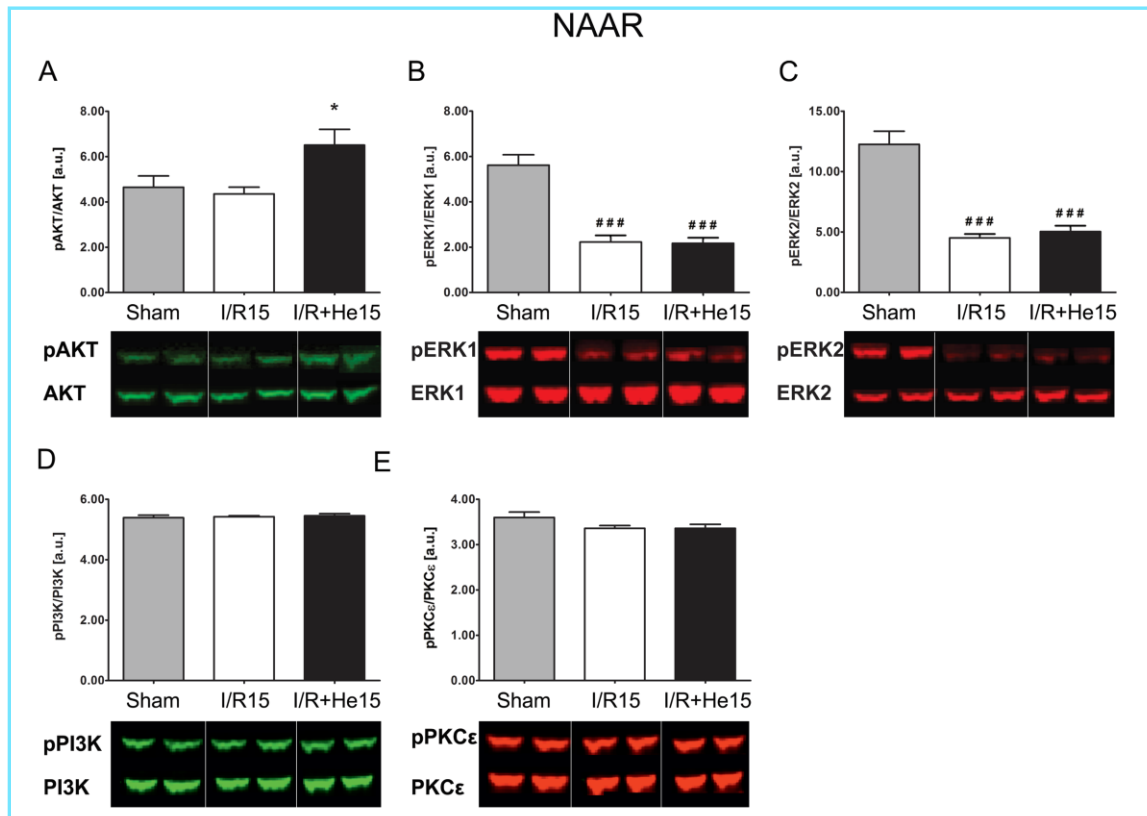 NAAR
A
pAKT/AKT [a.u.]
8.00
6.00
4.00
2.00
0.00
*
Sham I/R15 I/R+He15
pAKT
AKT
B
pERK1/ERK1 [a.u.]
8.00
6.00
4.00
2.00
0.00
### ###
Sham I/R15 I/R+He15
pERK1
ERK1
C
pERK2/ERK2 [a.u.]
15.00
10.00
5.00
0.00
### ###
Sham I/R15 I/R+He15
pERK2
ERK2
D
pPI3K/PI3K [a.u.]
6.00
4.00
2.00
0.00
Sham I/R15 I/R+He15
pPI3K
PI3K
E
pPKCε/PKCε [a.u.]
4.00
3.00
2.00
1.00
0.00
Sham I/R15 I/R+He15
pPKCε
PKCε